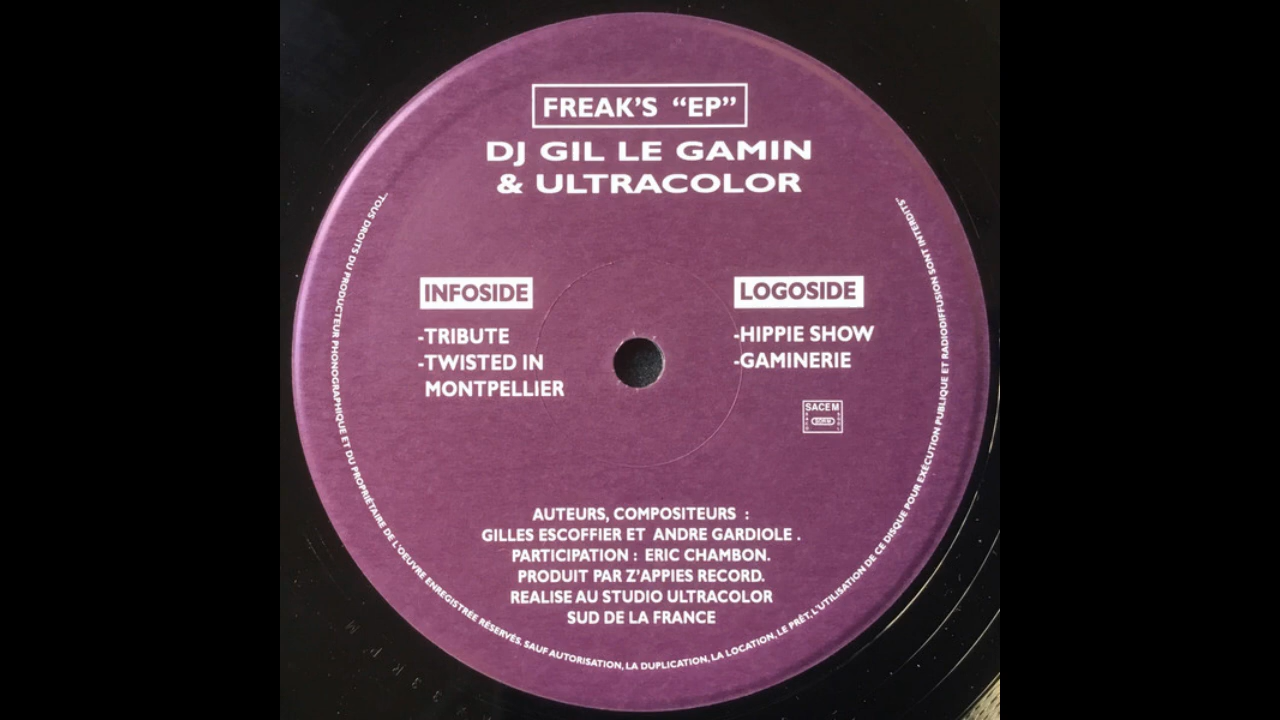 FREAK'S “EP”
DJ GIL LE GAMIN
& ULTRACOLOR
INFOSIDE
-TRIBUTE
-TWISTED IN
MONTPELLIER
LOGOSIDE
-HIPPIE SHOW
-GAMINERIE
SACEM
AUTEURS, COMPOSITEURS :
GILLES ESCOFFIER ET ANDRE GARDIOLE .
PARTICIPATION : ERIC CHAMBON.
PRODUIT PAR Z'APPIES RECORD.
REALISE AU STUDIO ULTRACOLOR
SUD DE LA FRANCE
"TOUS DROITS DU PRODUCTEUR PHONOGRAPHIQUE ET DU PROPRIÉTAIRE DE L'OEUVRE ENREGISTRÉE RÉSERVÉS. SAUF AUTORISATION, LA DUPLICATION, LA LOCATION, LE PRÊT, L'UTILISATION DE CE DISQUE POUR EXÉCUTION PUBLIQUE ET RADIODIFFUSION SONT INTERDITS"
33 RPM